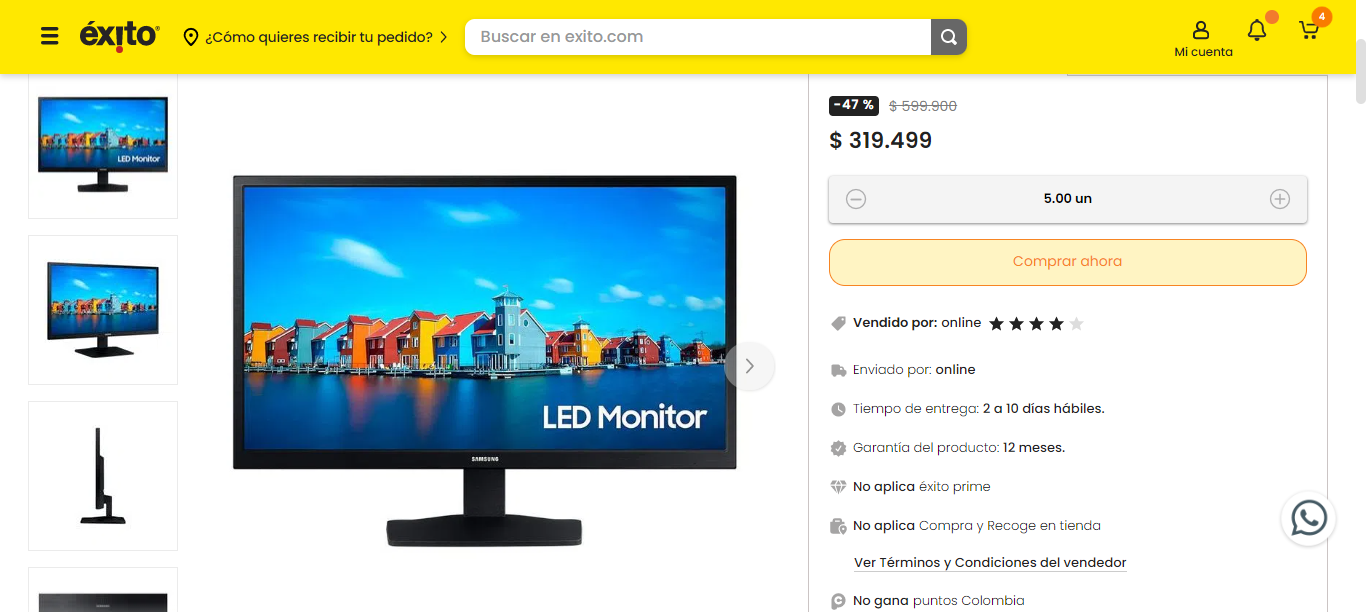 éxito
¿Cómo quieres recibir tu pedido?
Buscar en exito.com
Mi cuenta
4
LED Monitor
LED Monitor
SAMSUNG
-47 %
$ 599.900
$ 319.499
5.00 un
Comprar ahora
Vendido por: online
Enviado por: online
Tiempo de entrega: 2 a 10 días hábiles.
Garantía del producto: 12 meses.
No aplica éxito prime
No aplica Compra y Recoge en tienda
Ver Términos y Condiciones del vendedor
No gana puntos Colombia